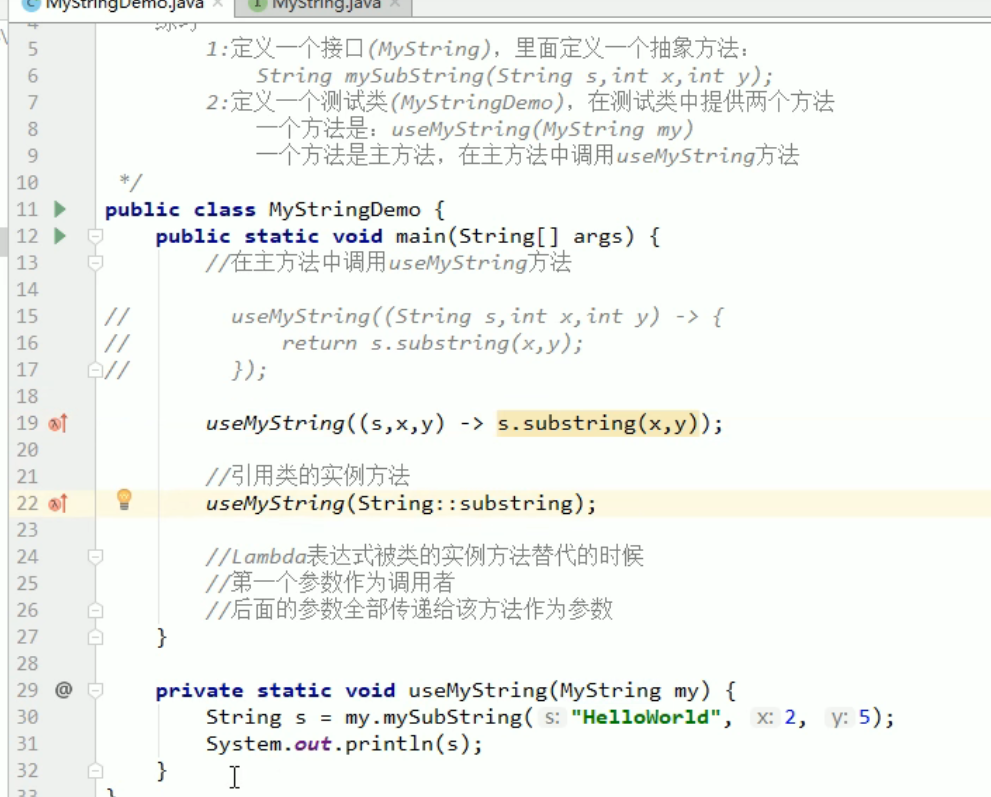 MyStringDemo.java × MyString.java ×
4 练习
5 1:定义一个接口(MyString)，里面定义一个抽象方法：
6 String mySubString(String s,int x,int y);
7 2:定义一个测试类(MyStringDemo)，在测试类中提供两个方法
8 一个方法是：useMyString(MyString my)
9 一个方法是主方法，在主方法中调用useMyString方法
10 */
11 public class MyStringDemo {
12 public static void main(String[] args) {
13 //在主方法中调用useMyString方法
14
15 // useMyString((String s,int x,int y) -> {
16 // return s.substring(x,y);
17 // });
18
19 useMyString((s,x,y) -> s.substring(x,y));
20
21 //引用类的实例方法
22 useMyString(String::substring);
23
24 //Lambda表达式被类的实例方法替代的时候
25 //第一个参数作为调用者
26 //后面的参数全部传递给该方法作为参数
27 }
28
29 @ private static void useMyString(MyString my) {
30 String s = my.mySubString( s: "HelloWorld", x: 2, y: 5);
31 System.out.println(s);
32 }
33 }